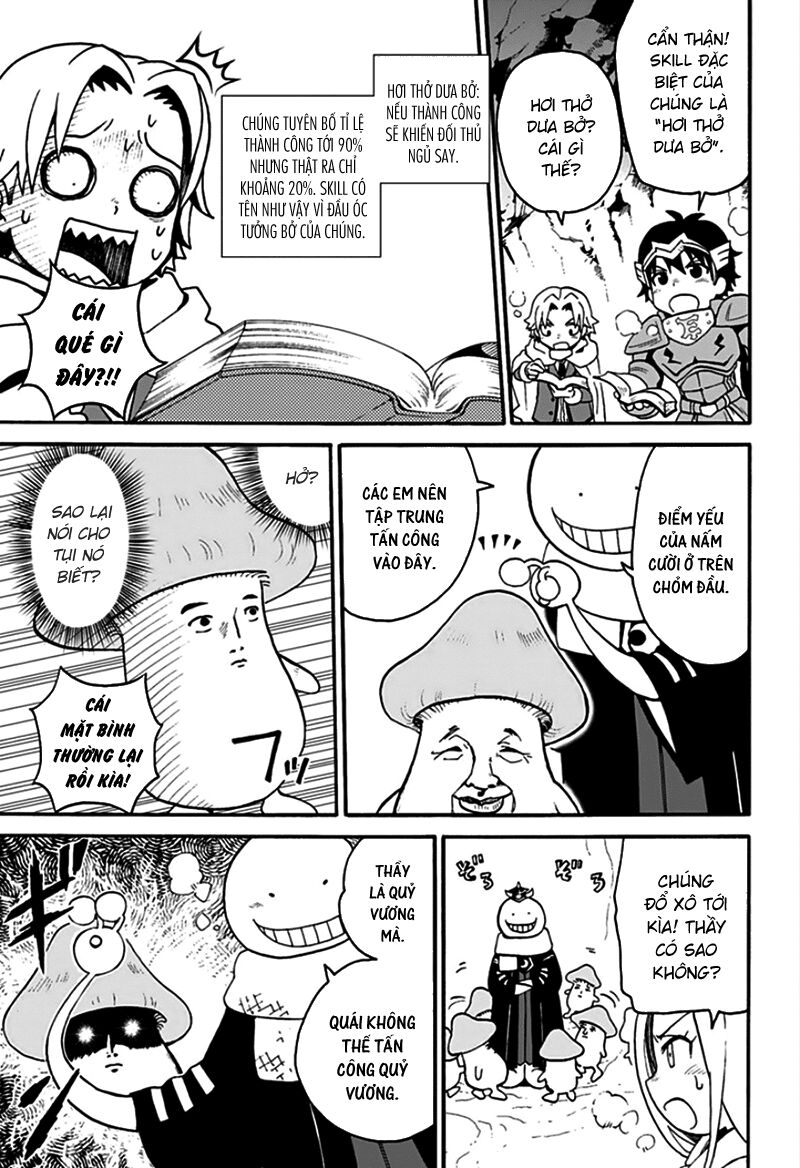 CẨN THẬN!
SKILL ĐẶC
BIỆT CỦA
CHÚNG LÀ
"HƠI THỞ
DƯA BỞ".
HƠI THỞ
DƯA BỞ?
CÁI GÌ
THẾ?
HƠI THỞ DƯA BỞ:
NẾU THÀNH CÔNG
SẼ KHIẾN ĐỐI THỦ
NGỦ SAY.
CHÚNG TUYÊN BỐ TỈ LỆ
THÀNH CÔNG TỚI 90%
NHƯNG THẬT RA CHỈ
KHOẢNG 20%. SKILL CÓ
TÊN NHƯ VẬY VÌ ĐẦU ÓC
TƯỞNG BỞ CỦA CHÚNG.
CÁI
QUÉ GÌ
ĐÂY?!!
ĐIỂM YẾU
CỦA NẤM
CƯỜI Ở TRÊN
CHỎM ĐẦU.
CÁC EM NÊN
TẬP TRUNG
TẤN CÔNG
VÀO ĐÂY.
HỞ?
SAO LẠI
NÓI CHO
TỤI NÓ
BIẾT?
CÁI
MẶT BÌNH
THƯỜNG LẠI
RỒI KÌA!
フッ
CHÚNG
ĐỔ XÔ TỚI
KÌA! THẦY
CÓ SAO
KHÔNG?
ぞろ
ぞろ
THẦY
LÀ QUỶ
VƯƠNG
MÀ.
QUÁI KHÔNG
THỂ TẤN
CÔNG QUỶ
VƯƠNG.